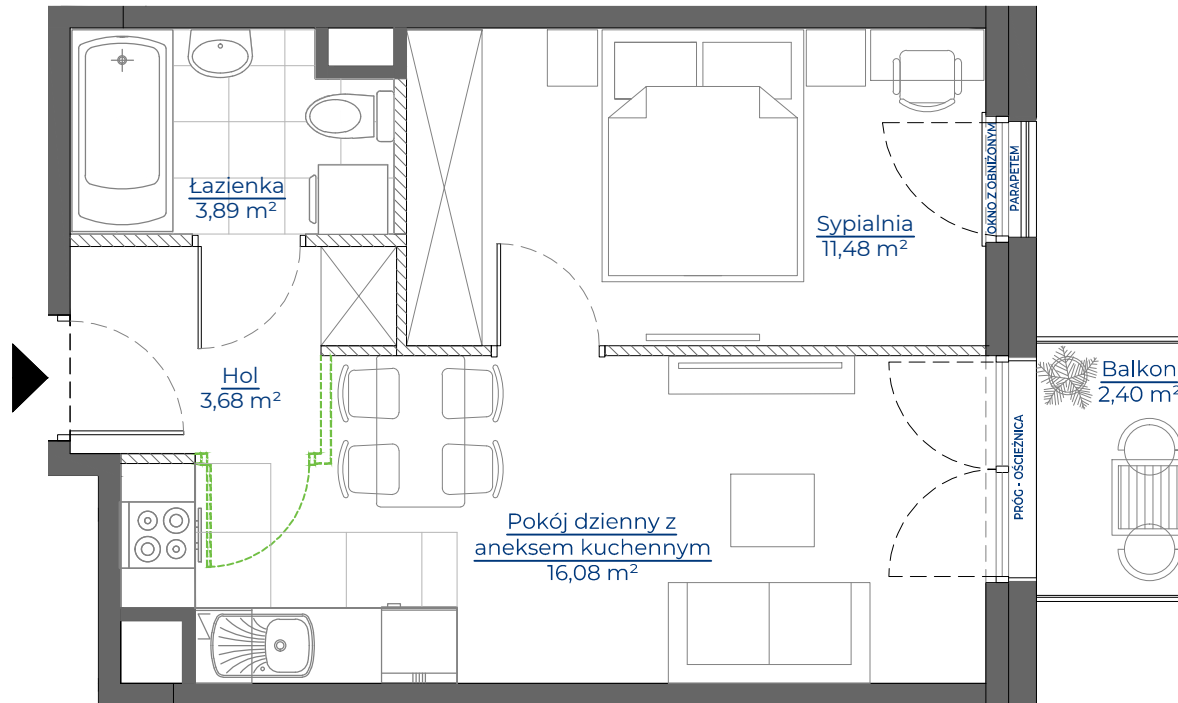 Łazienka
3,89 m²
Sypialnia
11,48 m²
OKNO Z OBNIŻONYM
PARAPETEM
Hol
3,68 m²
Balkon
2,40 m²
PRÓG - OŚCIEŻNICA
Pokój dzienny z
aneksem kuchennym
16,08 m²